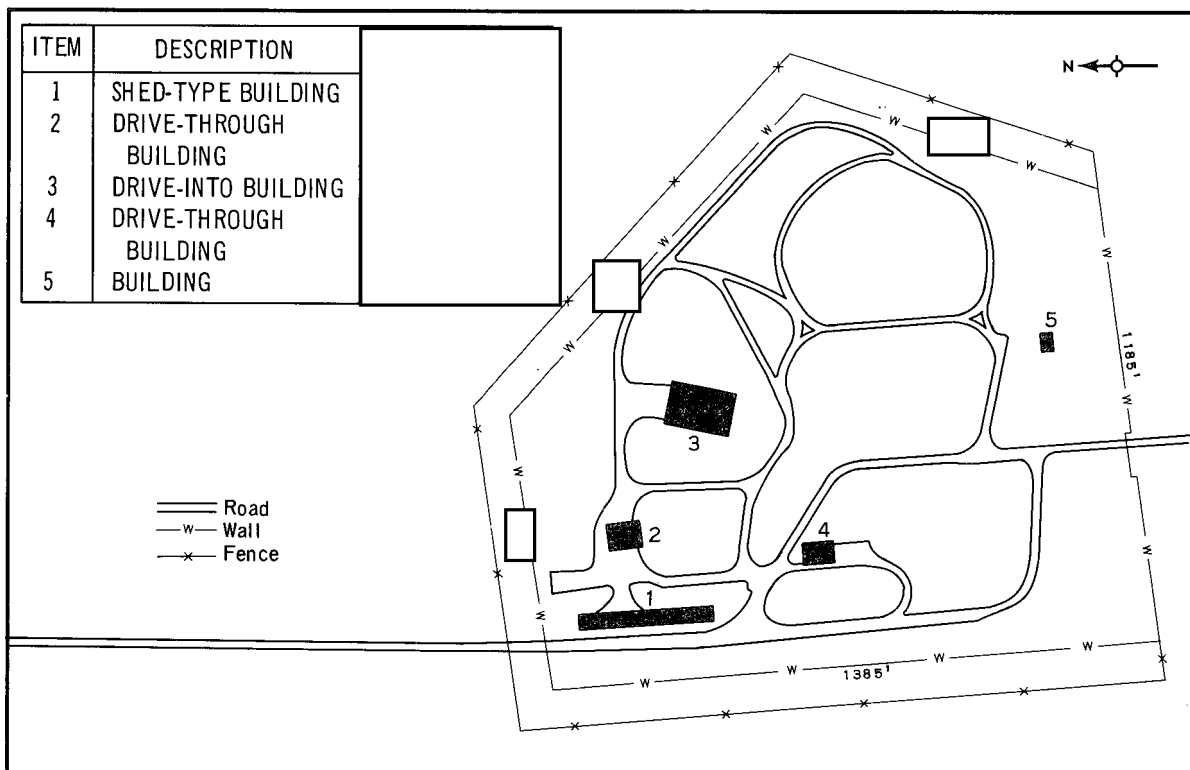 ITEM DESCRIPTION
1 SHED-TYPE BUILDING
2 DRIVE-THROUGH
BUILDING
3 DRIVE-INTO BUILDING
4 DRIVE-THROUGH
BUILDING
5 BUILDING
N
W
W
W
W
W
5
W
1185'
W
W
3
W
Road
W Wall
Fence
2
4
W
1
W
W
W
W
W
1385'